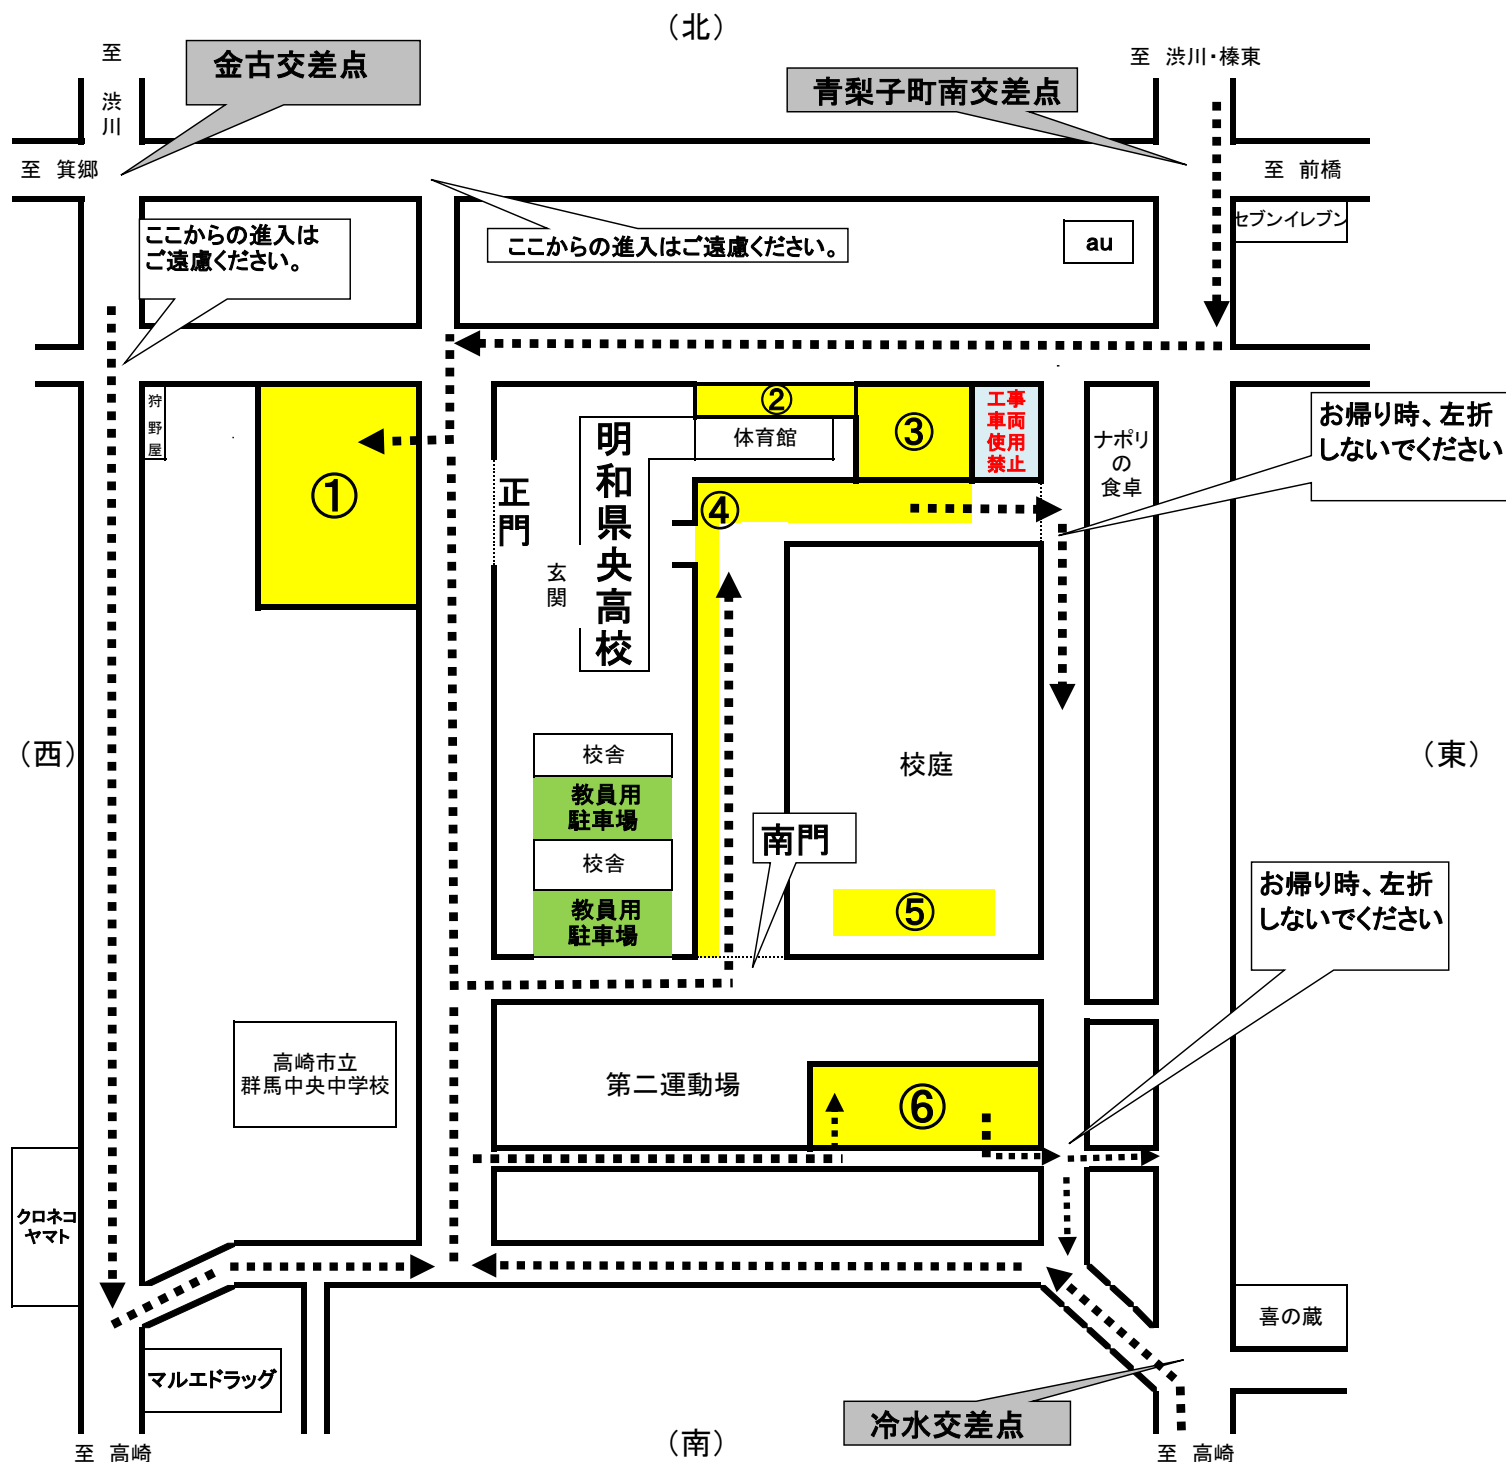 （北）
至
渋
川
金古交差点
青梨子町南交差点
至 渋川・榛東
至 箕郷
至 前橋
ここからの進入は
ご遠慮ください。
ここからの進入はご遠慮ください。
au
セブンイレブン
狩
野
屋
①
②
③
工事
車両
使用
禁止
体育館
明
和
県
央
高
校
正
門
玄
関
④
ナポリ
の
食卓
お帰り時、左折
しないでください
（西）
校舎
教員用
駐車場
校舎
教員用
駐車場
南門
校庭
⑤
（東）
お帰り時、左折
しないでください
高崎市立
群馬中央中学校
第二運動場
⑥
クロネコ
ヤマト
マルエドラッグ
喜の蔵
冷水交差点
（南）
至 高崎
至 高崎